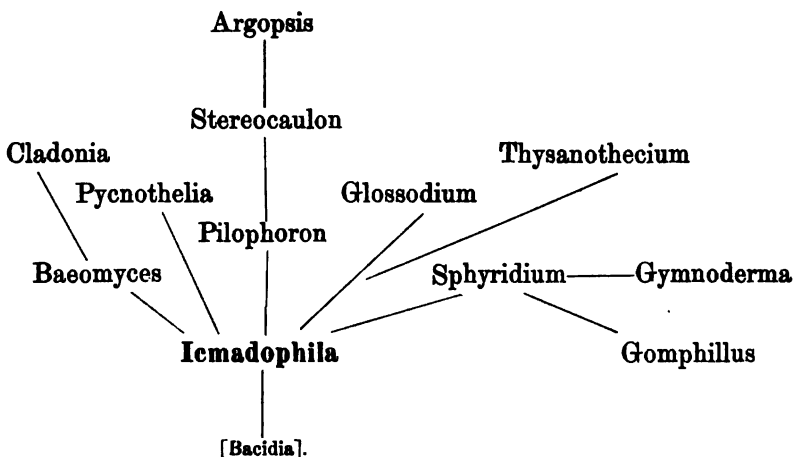 Argopsis
Stereocaulon
Cladonia
Thysanothecium
Pycnothelia
Glossodium
Pilophoron
Baeomyces
Sphyridium
Gymnoderma
Icmadophila
Gomphillus
[Bacidia].